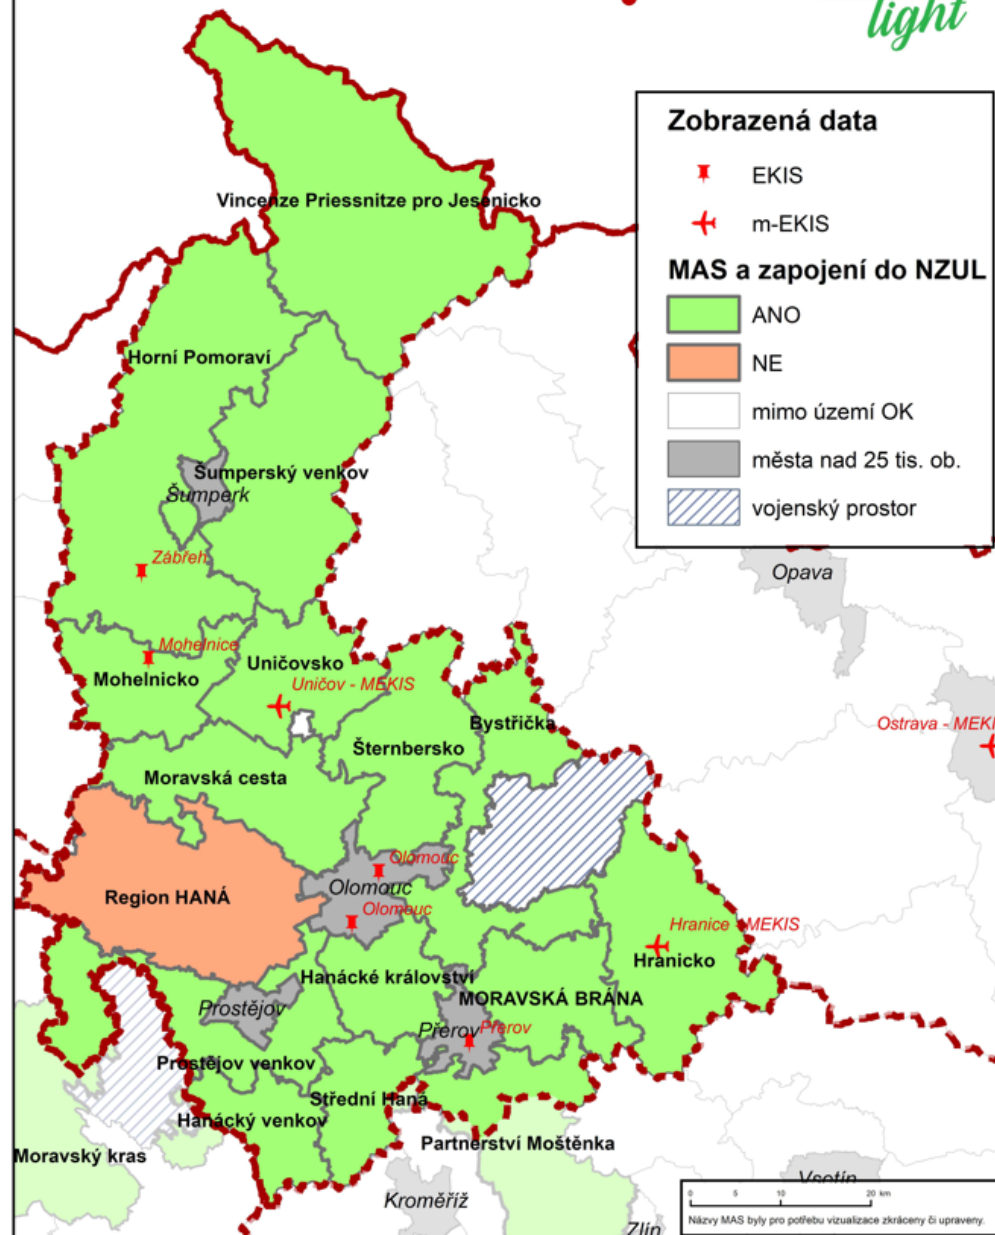 light
Zobrazená data
EKIS
m-EKIS
MAS a zapojení do NZUL
ANO
NE
mimo území OK
města nad 25 tis. ob.
vojenský prostor
Vincenze Priessnitze pro Jesenicko
Horní Pomoraví
Šumperský venkov
Šumperk
Zábřeh
Opava
Mohelnice
Uničovsko
Mohelnicko
Uničov - MEKIS
Bystřička
Ostrava - MEKI
Šternbersko
Moravská cesta
Olomouc
Olomouc
Region HANÁ
Olomouc
Hranice - MEKIS
Hranicko
Hanácké království
MORAVSKÁ BRÁNA
Prostějov
Přerov
Přerov
Prostějov venkov
Střední Haná
Hanácký venkov
Partnerství Moštěnka
Moravský kras
Vsetín
Kroměříž
0 5 10 20 km
Názvy MAS byly pro potřebu vizualizace zkráceny či upraveny.
Zlín